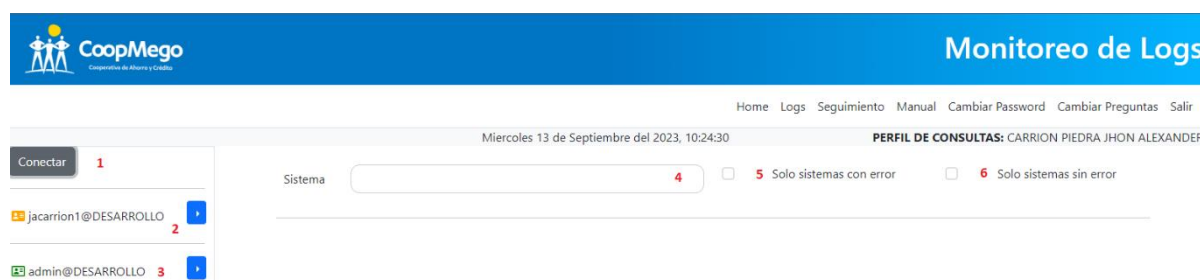 CoopMego
Cooperativa de Ahorro y Crédito
Monitoreo de Logs
Home Logs Seguimiento Manual Cambiar Password Cambiar Preguntas Salir
Miercoles 13 de Septiembre del 2023, 10:24:30
PERFIL DE CONSULTAS: CARRION PIEDRA JHON ALEXANDER
Conectar 1
Sistema 4 5 Solo sistemas con error 6 Solo sistemas sin error
jacarrion1@DESARROLLO 2
admin@DESARROLLO 3